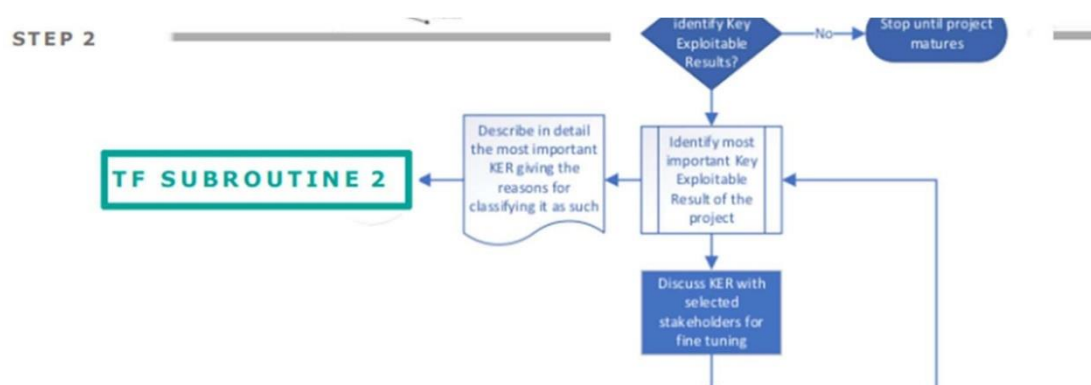 STEP 2
identify Key
Exploitable
Results?
No
Stop until project
matures
Describe in detail
the most important
KER giving the
reasons for
classifying it as such
Identify most
important Key
Exploitable
Result of the
project
TF SUBROUTINE 2
Discuss KER with
selected
stakeholders for
fine tuning